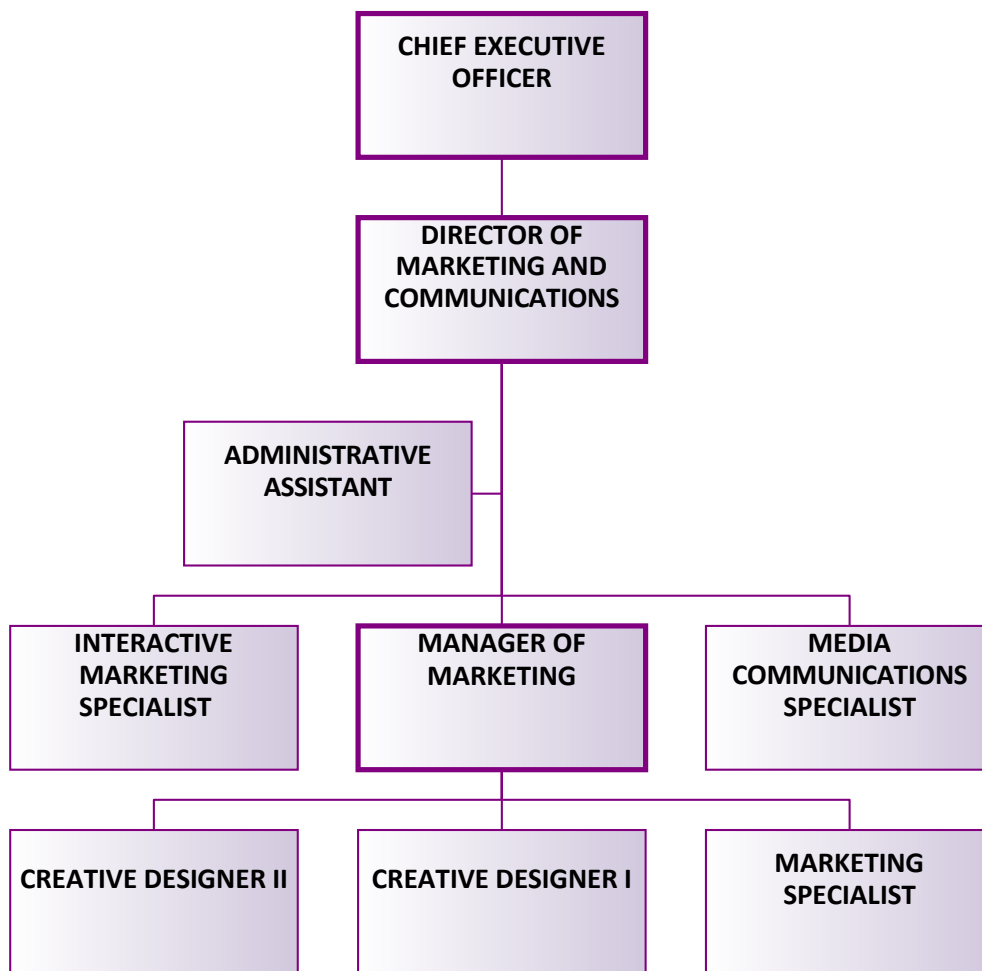 CHIEF EXECUTIVE
OFFICER
DIRECTOR OF
MARKETING AND
COMMUNICATIONS
ADMINISTRATIVE
ASSISTANT
INTERACTIVE
MARKETING
SPECIALIST
MANAGER OF
MARKETING
MEDIA
COMMUNICATIONS
SPECIALIST
CREATIVE DESIGNER II
CREATIVE DESIGNER I
MARKETING
SPECIALIST